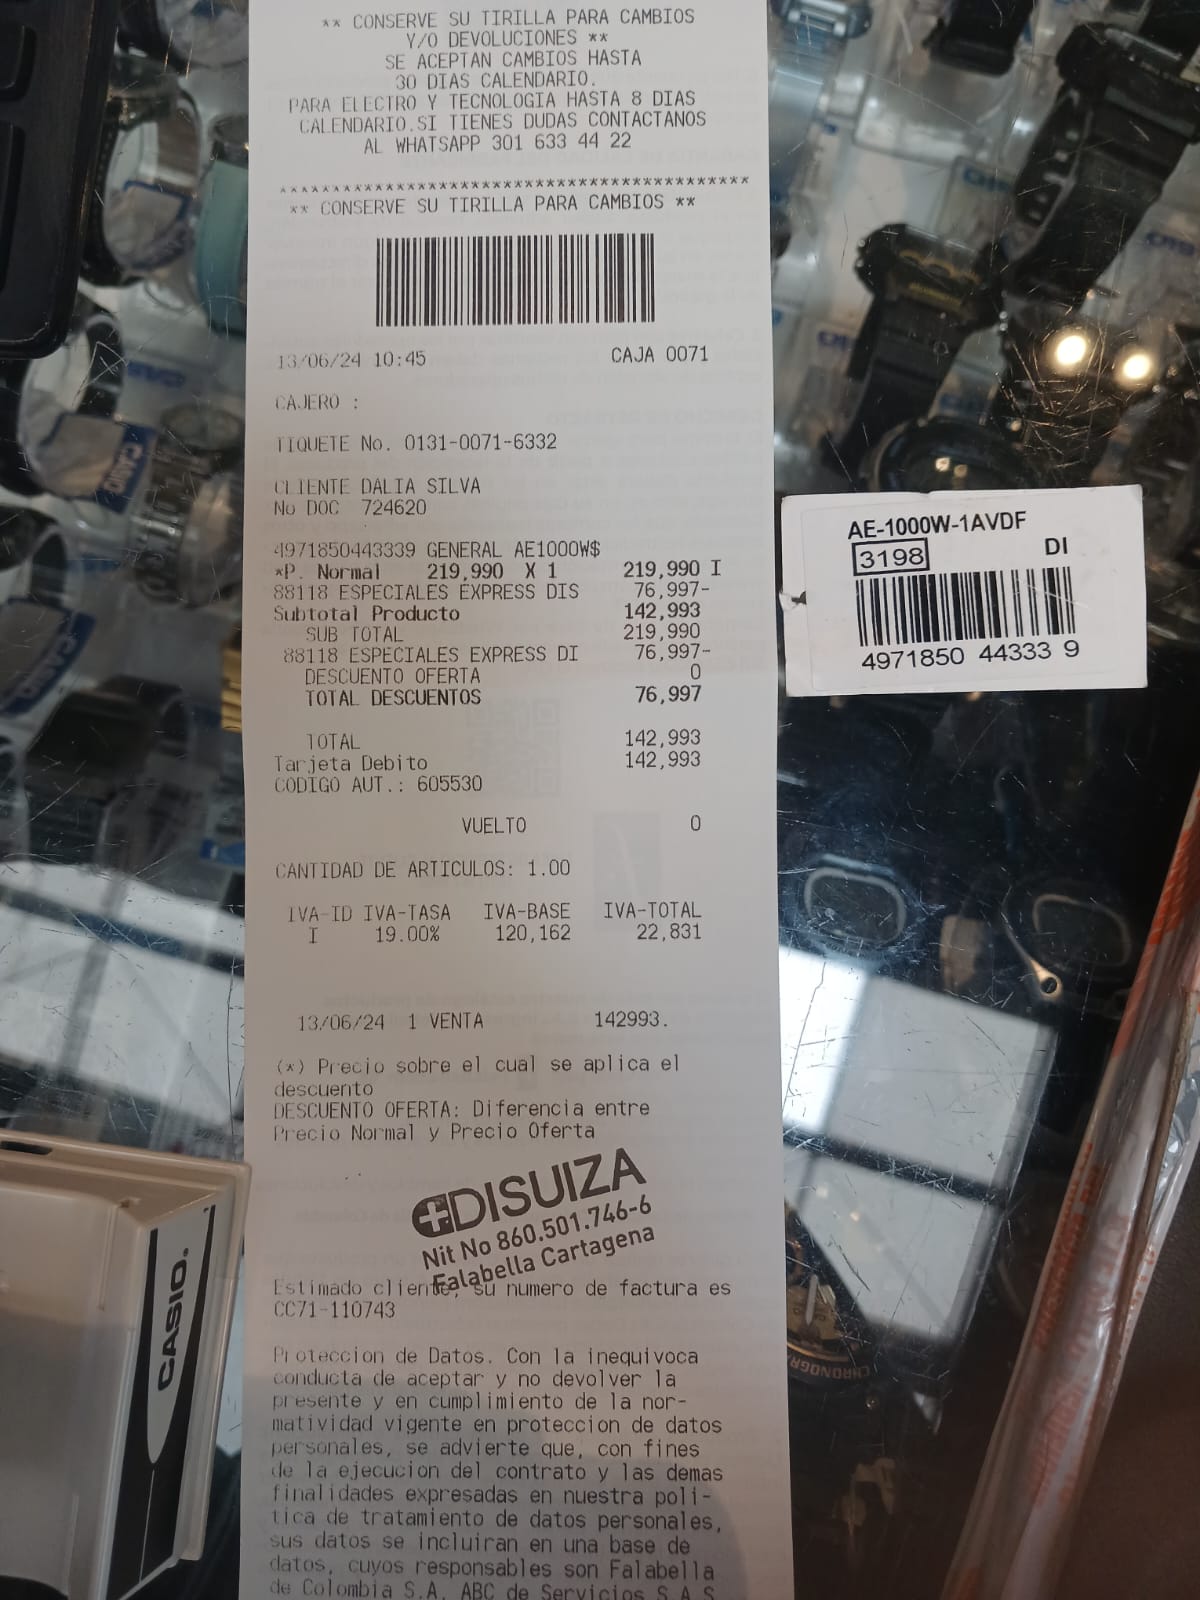 ** CONSERVE SU TIRILLA PARA CAMBIOS
Y/O DEVOLUCIONES **
SE ACEPTAN CAMBIOS HASTA
30 DIAS CALENDARIO.
PARA ELECTRO Y TECNOLOGIA HASTA 8 DIAS
CALENDARIO.SI TIENES DUDAS CONTACTANOS
AL WHATSAPP 301 633 44 22
********************************************
** CONSERVE SU TIRILLA PARA CAMBIOS **
13/06/24 10:45 CAJA 0071
CAJERO :
TIQUETE No. 0131-0071-6332
CLIENTE DALIA SILVA
No DOC 724620
4971850443339 GENERAL AE1000W$
*P. Normal 219,990 X 1 219,990 I
88118 ESPECIALES EXPRESS DIS 76,997-
Subtotal Producto 142,993
SUB TOTAL 219,990
88118 ESPECIALES EXPRESS DI 76,997-
DESCUENTO OFERTA 0
TOTAL DESCUENTOS 76,997
TOTAL 142,993
Tarjeta Debito 142,993
CODIGO AUT.: 605530
VUELTO 0
CANTIDAD DE ARTICULOS: 1.00
IVA-ID IVA-TASA IVA-BASE IVA-TOTAL
I 19.00% 120,162 22,831
13/06/24 1 VENTA 142993.
(*) Precio sobre el cual se aplica el
descuento
DESCUENTO OFERTA: Diferencia entre
Precio Normal y Precio Oferta
DISUIZA
Nit No 860.501.746-6
Falabella Cartagena
Estimado cliente, su numero de factura es
CC71-110743
Proteccion de Datos. Con la inequivoca
conducta de aceptar y no devolver la
presente y en cumplimiento de la nor-
matividad vigente en proteccion de datos
personales, se advierte que, con fines
de la ejecucion del contrato y las demas
finalidades expresadas en nuestra poli-
tica de tratamiento de datos personales,
sus datos se incluiran en una base de
datos, cuyos responsables son Falabella
de Colombia S.A. ABC de Servicios S.A.S
AE-1000W-1AVDF
3198 DI
4971850 44333 9
CASIO.
CHRONOGRA